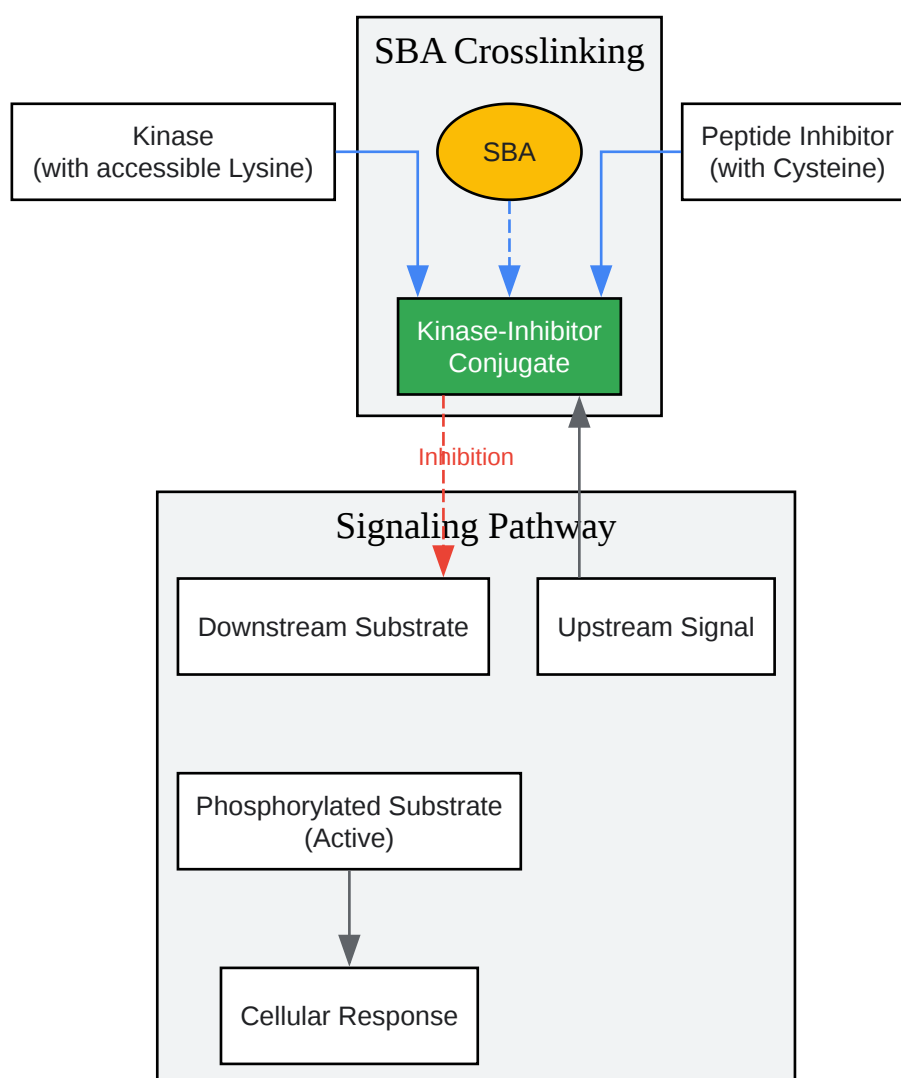 SBA Crosslinking
Kinase
(with accessible Lysine)
SBA
Peptide Inhibitor
(with Cysteine)
Kinase-Inhibitor
Conjugate
Inhibition
Signaling Pathway
Downstream Substrate
Upstream Signal
Phosphorylated Substrate
(Active)
Cellular Response